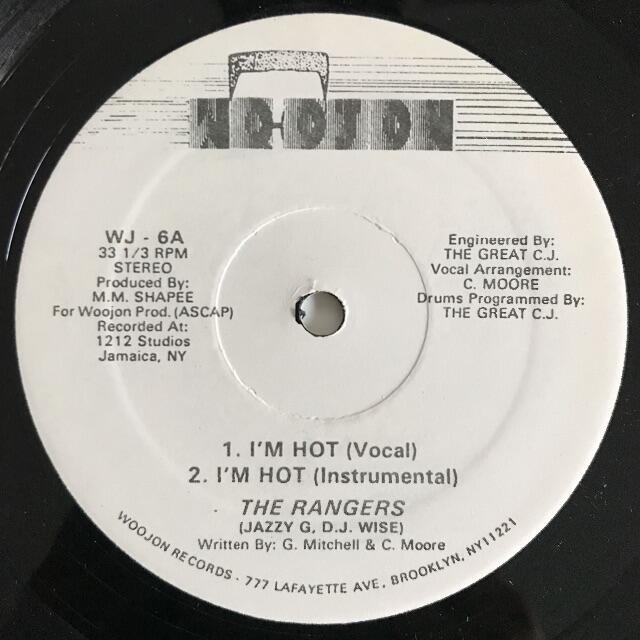 WOOJON
WJ - 6A
33 1/3 RPM
STEREO
Produced By:
M.M. SHAPEE
For Woojon Prod. (ASCAP)
Recorded At:
1212 Studios
Jamaica, NY
Engineered By:
THE GREAT C.J.
Vocal Arrangement:
C. MOORE
Drums Programmed By:
THE GREAT C.J.
1. I'M HOT (Vocal)
2. I'M HOT (Instrumental)
THE RANGERS
(JAZZY G, D.J. WISE)
Written By: G. Mitchell & C. Moore
WOOJON RECORDS · 777 LAFAYETTE AVE. BROOKLYN, NY11221